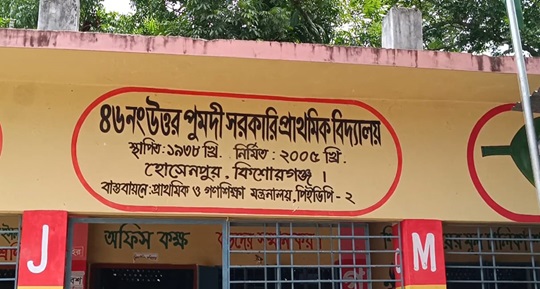 ৪৬নং উত্তর পুমদী সরকারি প্রাথমিক বিদ্যালয়
স্থাপিত:১৯৩৮ খ্রি. নির্মিত:২০০৫ খ্রি.
হোসেনপুর, কিশোরগঞ্জ।
বাস্তবায়নে:প্রাথমিক ও গণশিক্ষা মন্ত্রনালয়,পিইডিপি-২
J
অফিস কক্ষ
M